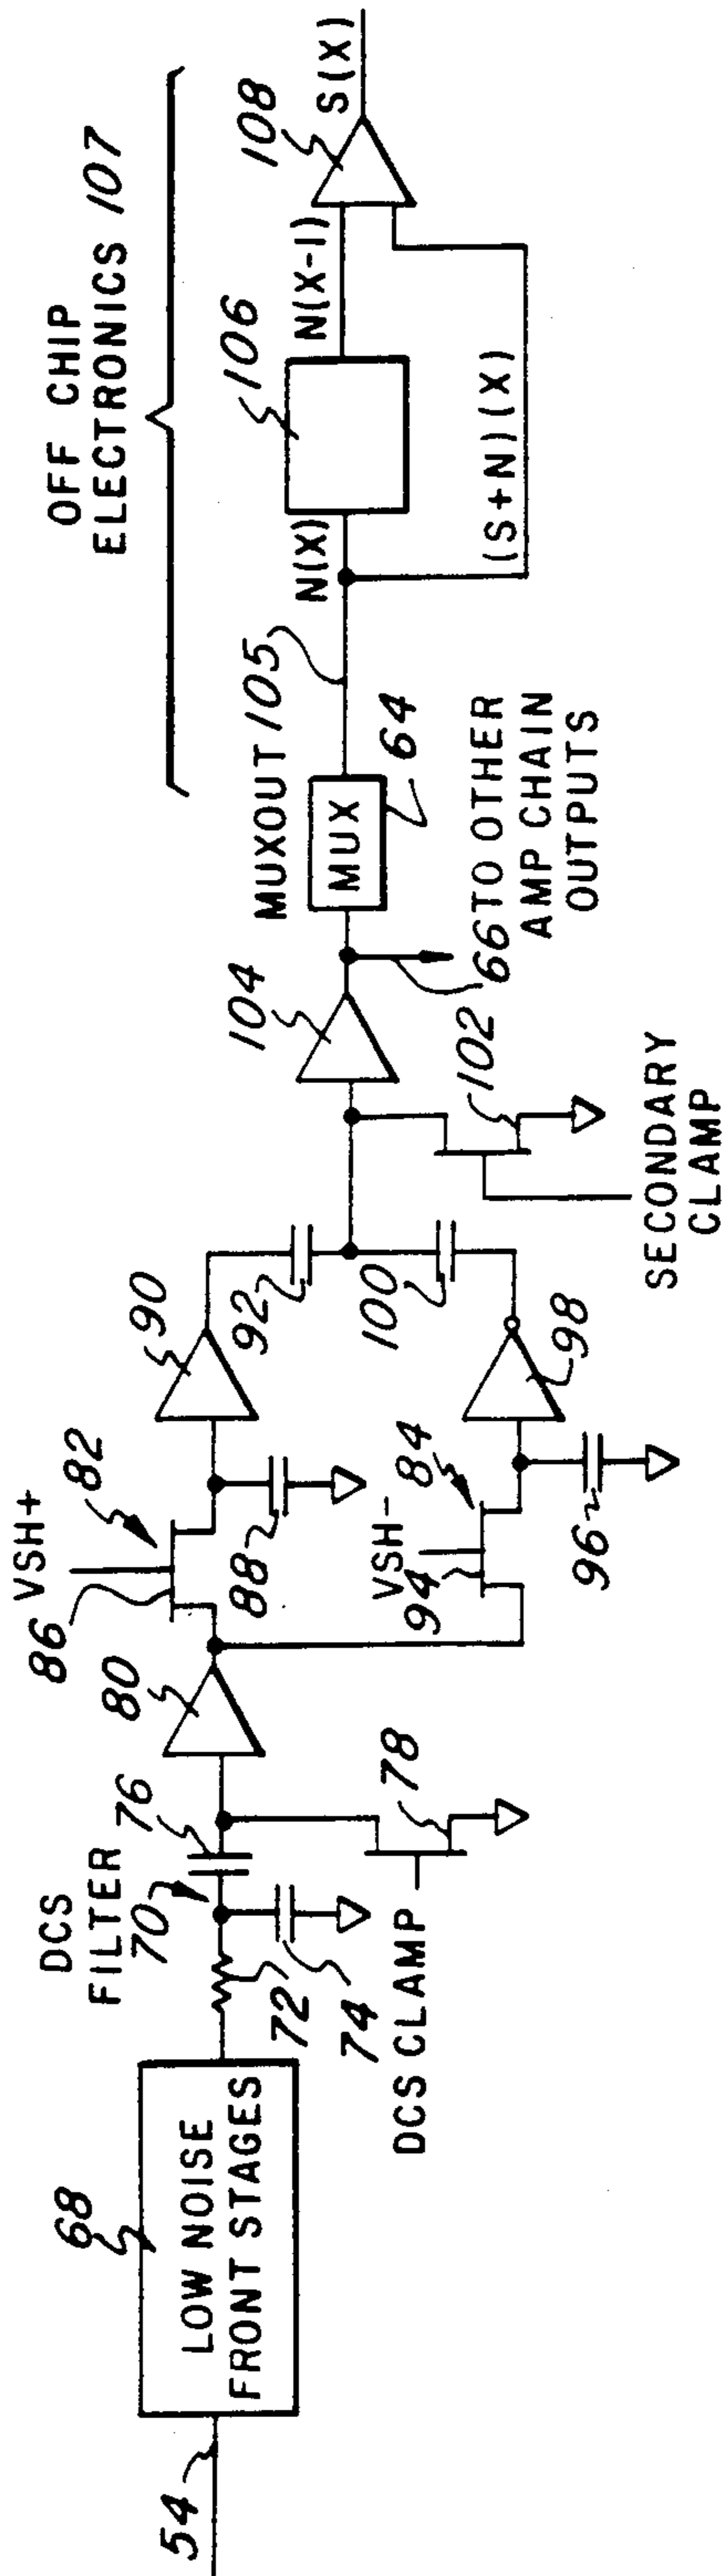 OFF CHIP
ELECTRONICS 107
54
68
LOW NOISE
FRONT STAGES
DCS
FILTER
70
72
74
76
DCS CLAMP
78
80
VSH+
86
82
88
90
92
VSH-
94
84
96
98
100
SECONDARY
CLAMP
102
104
66 TO OTHER
AMP CHAIN
OUTPUTS
MUXOUT 105
MUX
64
N(X)
106
N(X-1)
(S+N)(X)
108
S(X)